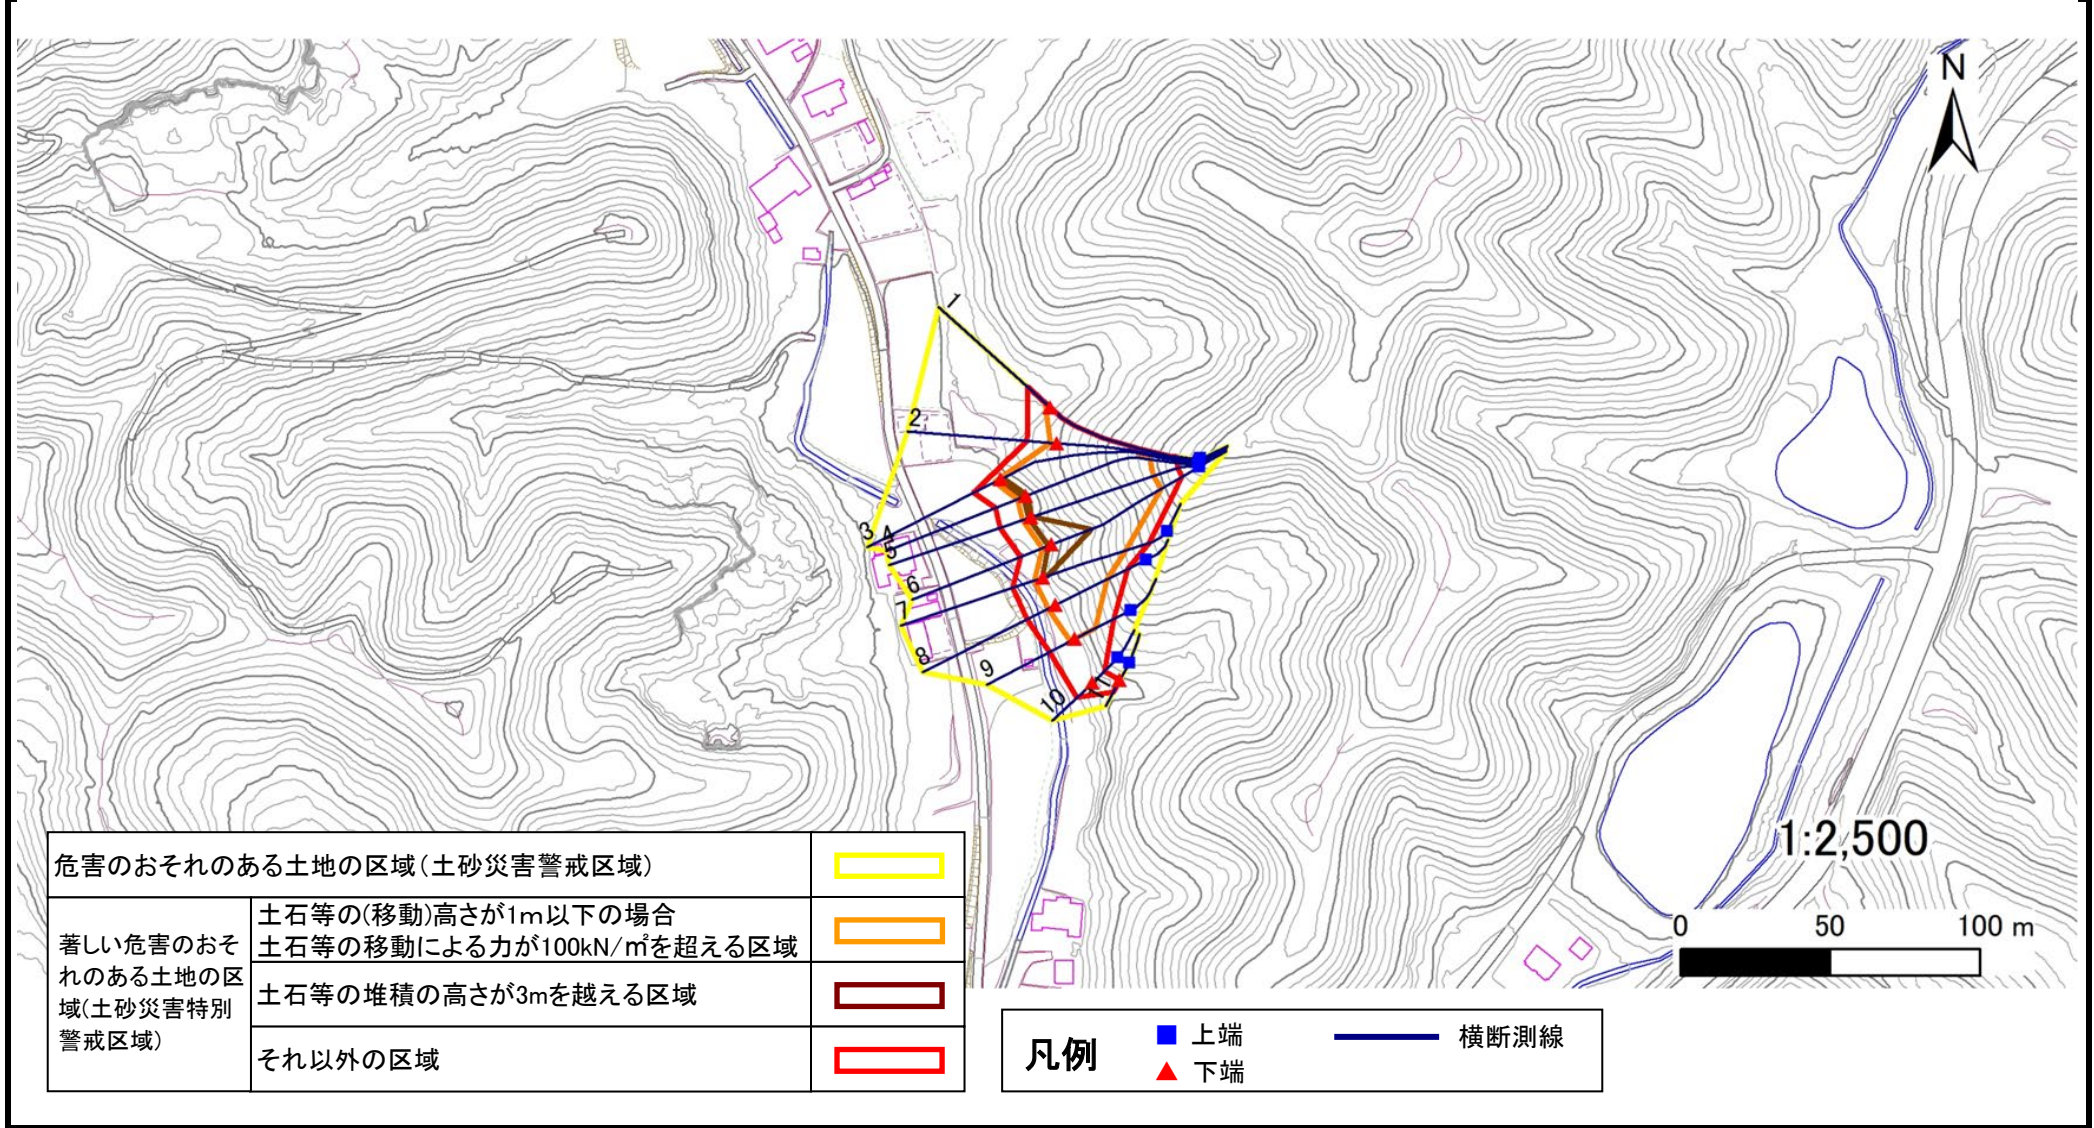 N
1
2
3
4
5
6
7
8
9
10
11
1:2,500
0 50 100 m
危害のおそれのある土地の区域(土砂災害警戒区域)
著しい危害のおそ
れのある土地の区
域(土砂災害特別
警戒区域)
土石等の(移動)高さが1m以下の場合
土石等の移動による力が100kN/㎡を超える区域
土石等の堆積の高さが3mを越える区域
それ以外の区域
凡例
上端
下端
横断測線